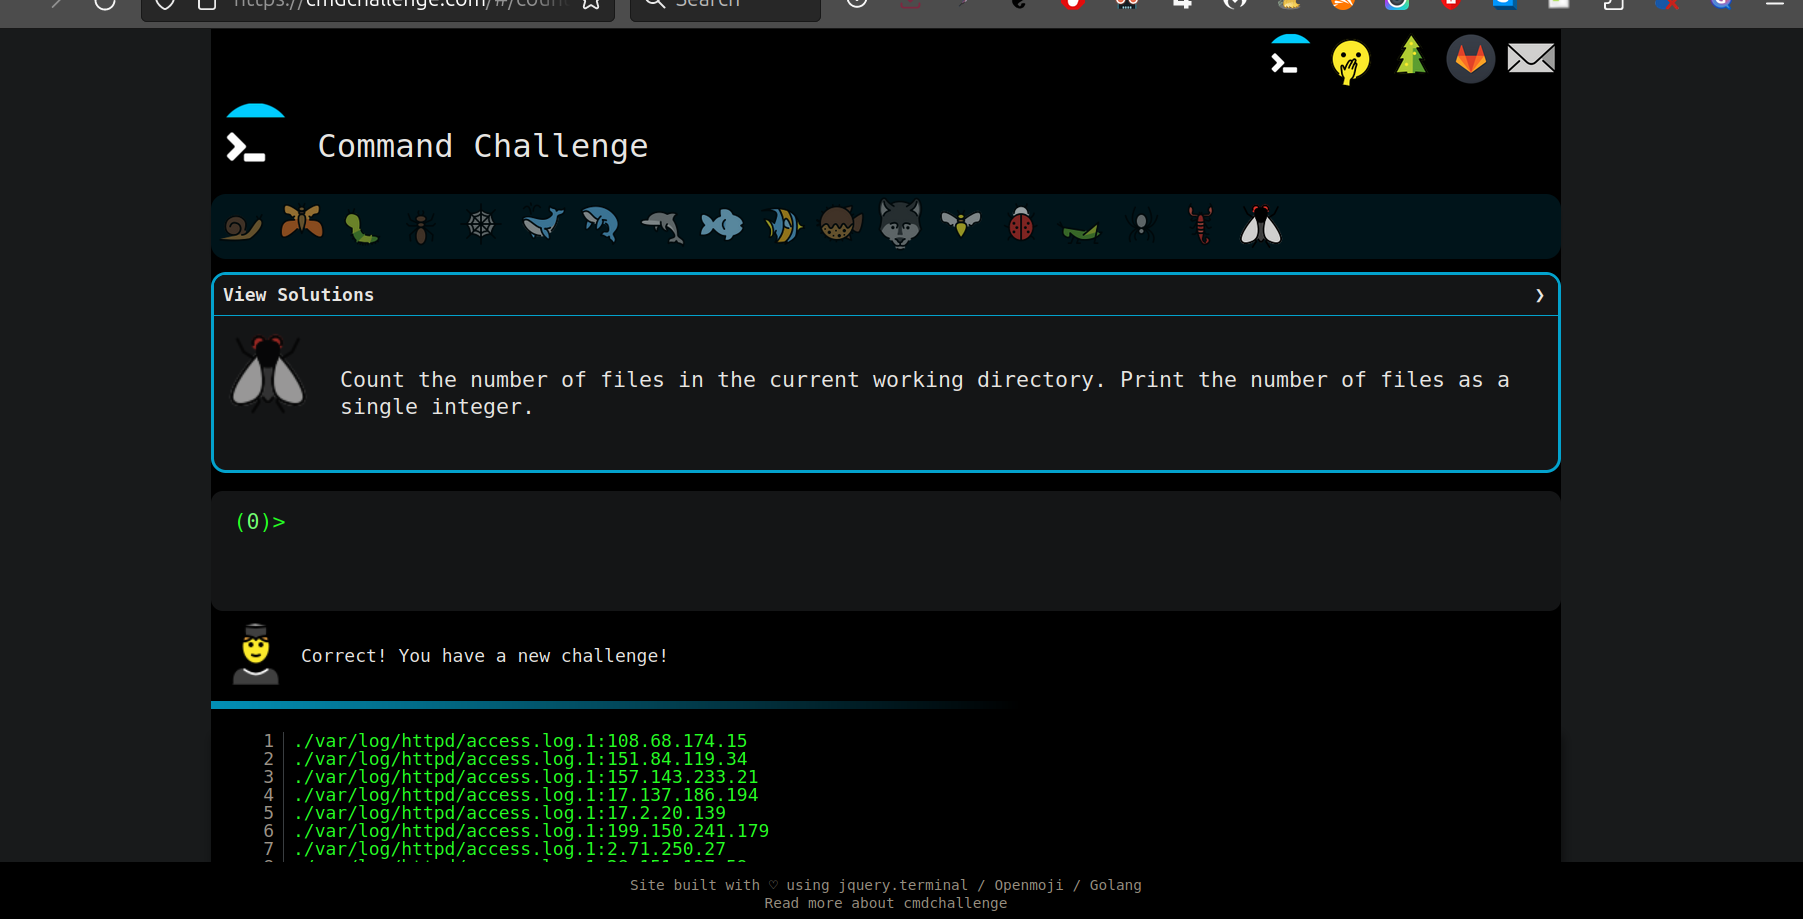 https://cmdchallenge.com/#/coun
Search
Command Challenge
View Solutions
Count the number of files in the current working directory. Print the number of files as a
single integer.
(0)>
Correct! You have a new challenge!
1 ./var/log/httpd/access.log.1:108.68.174.15
2 ./var/log/httpd/access.log.1:151.84.119.34
3 ./var/log/httpd/access.log.1:157.143.233.21
4 ./var/log/httpd/access.log.1:17.137.186.194
5 ./var/log/httpd/access.log.1:17.2.20.139
6 ./var/log/httpd/access.log.1:199.150.241.179
7 ./var/log/httpd/access.log.1:2.71.250.27
Site built with ♡ using jquery.terminal / Openmoji / Golang
Read more about cmdchallenge